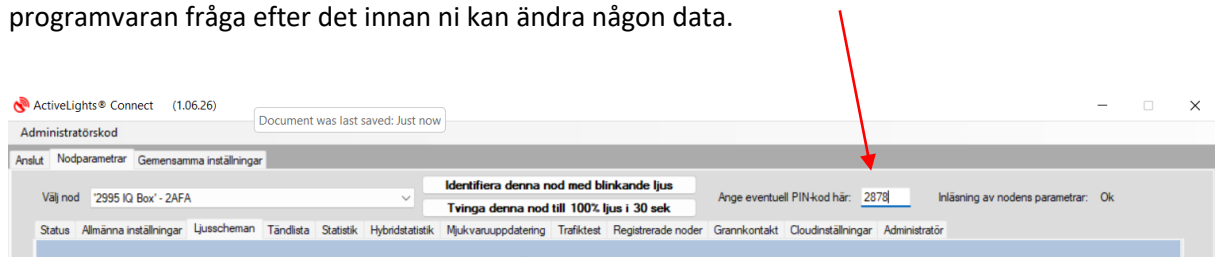 programvaran fråga efter det innan ni kan ändra någon data.
ActiveLights® Connect (1.06.26)
Document was last saved: Just now
Administratörskod
Anslut Nodparametrar Gemensamma inställningar
Identifiera denna nod med blinkande ljus
Välj nod '2995 IQ Box' - 2AFA Ange eventuell PIN-kod här: 2878 Inläsning av nodens parametrar: Ok
Tvinga denna nod till 100% ljus i 30 sek
Status Allmänna inställningar Ljusscheman Tändlista Statistik Hybridstatistik Mjukvaruuppdatering Trafiktest Registrerade noder Grannkontakt Cloudinställningar Administratör